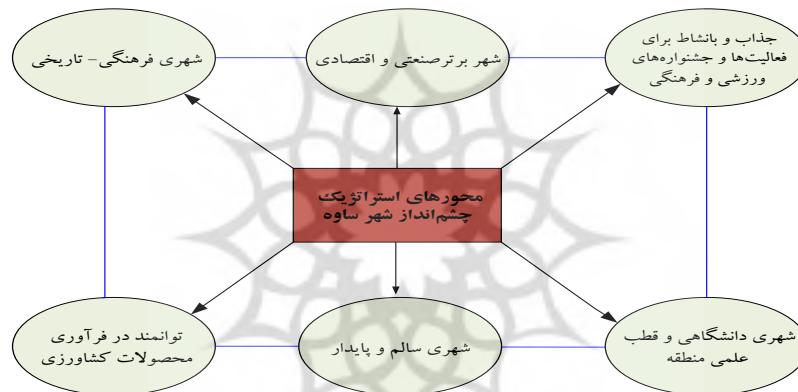 جذاب و بانشاط برای
فعالیت‌ها و جشنواره‌های
ورزشی و فرهنگی
شهر برترصنعتی و اقتصادی
شهری فرهنگی- تاریخی
محورهای استراتژیک
چشم‌انداز شهر ساوه
شهری دانشگاهی و قطب
علمی منطقه
شهری سالم و پایدار
توانمند در فرآوری
محصولات کشاورزی